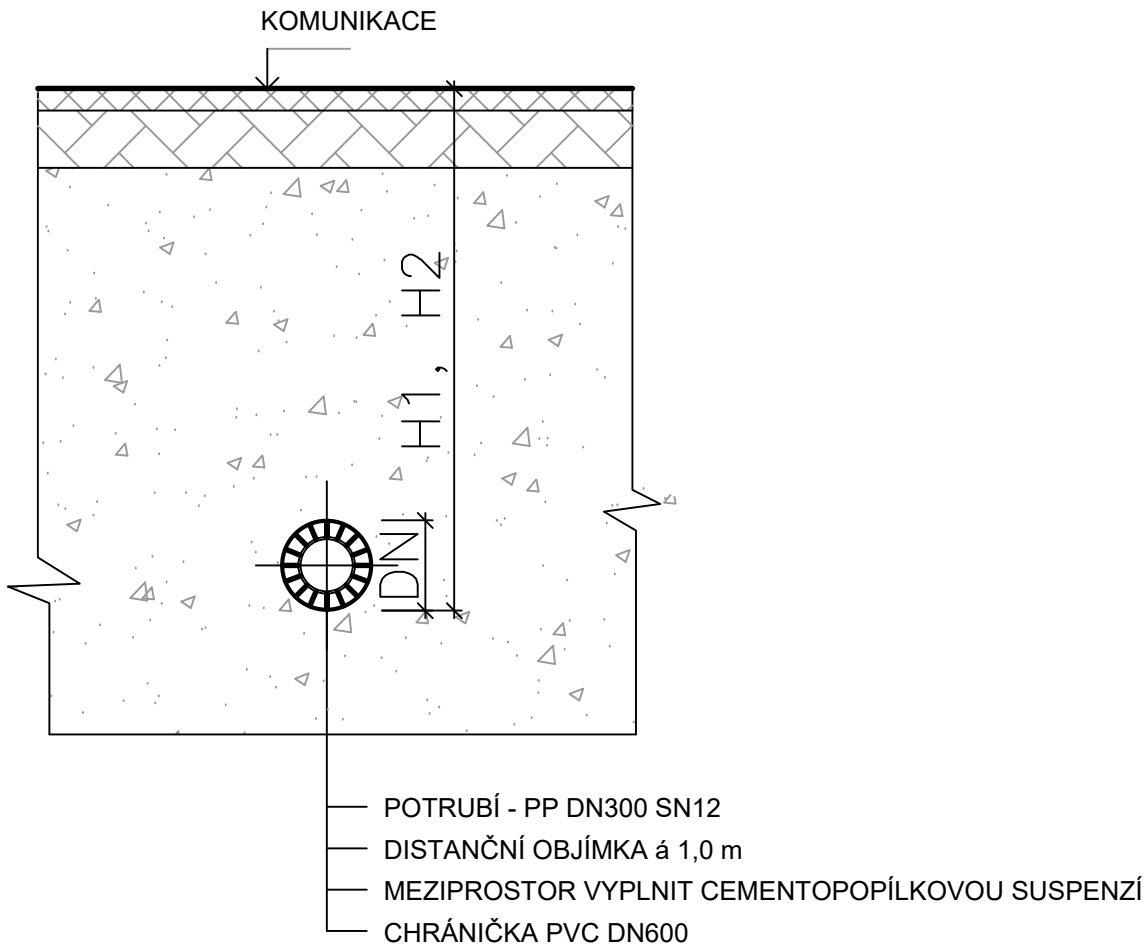 KOMUNIKACE
H1, H2
DN
POTRUBÍ - PP DN300 SN12
DISTANČNÍ OBJÍMKA á 1,0 m
MEZIPROSTOR VYPLNIT CEMENTOPOPÍLKOVOU SUSPENZÍ
CHRÁNIČKA PVC DN600